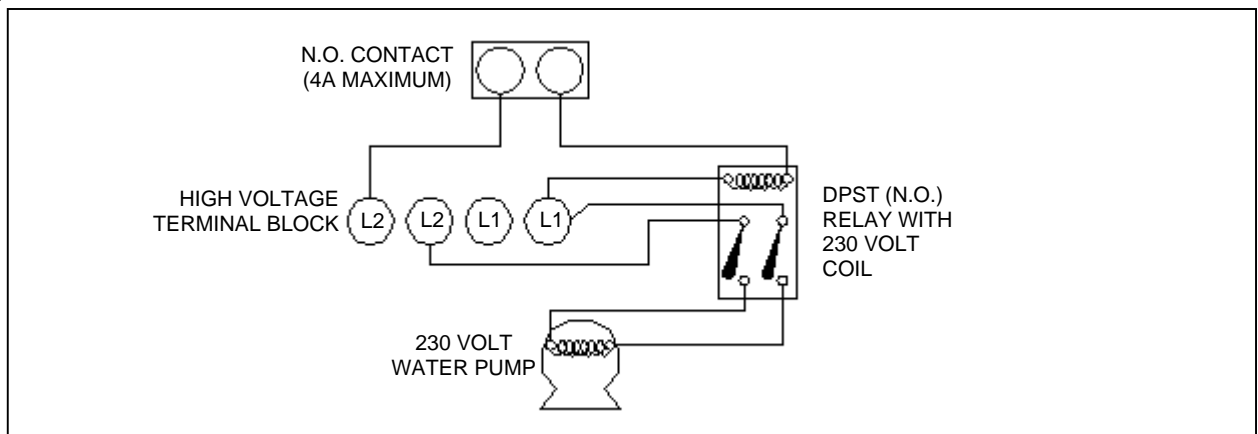 N.O. CONTACT
(4A MAXIMUM)
HIGH VOLTAGE
TERMINAL BLOCK
L2
L2
L1
L1
DPST (N.O.)
RELAY WITH
230 VOLT
COIL
230 VOLT
WATER PUMP